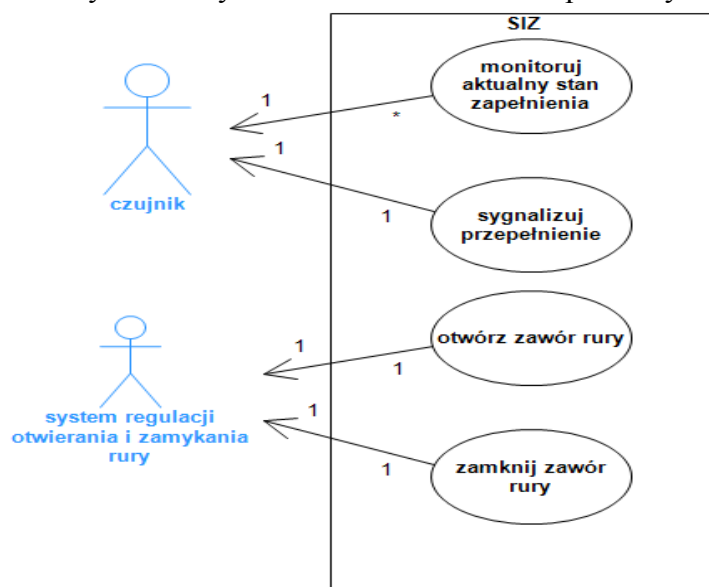 SIZ
monitoruj
aktualny stan
zapełnienia
1
*
czujnik
1
1
sygnalizuj
przepełnienie
otwórz zawór rury
1
1
system regulacji
otwierania i zamykania
rury
1
1
zamknij zawór
rury